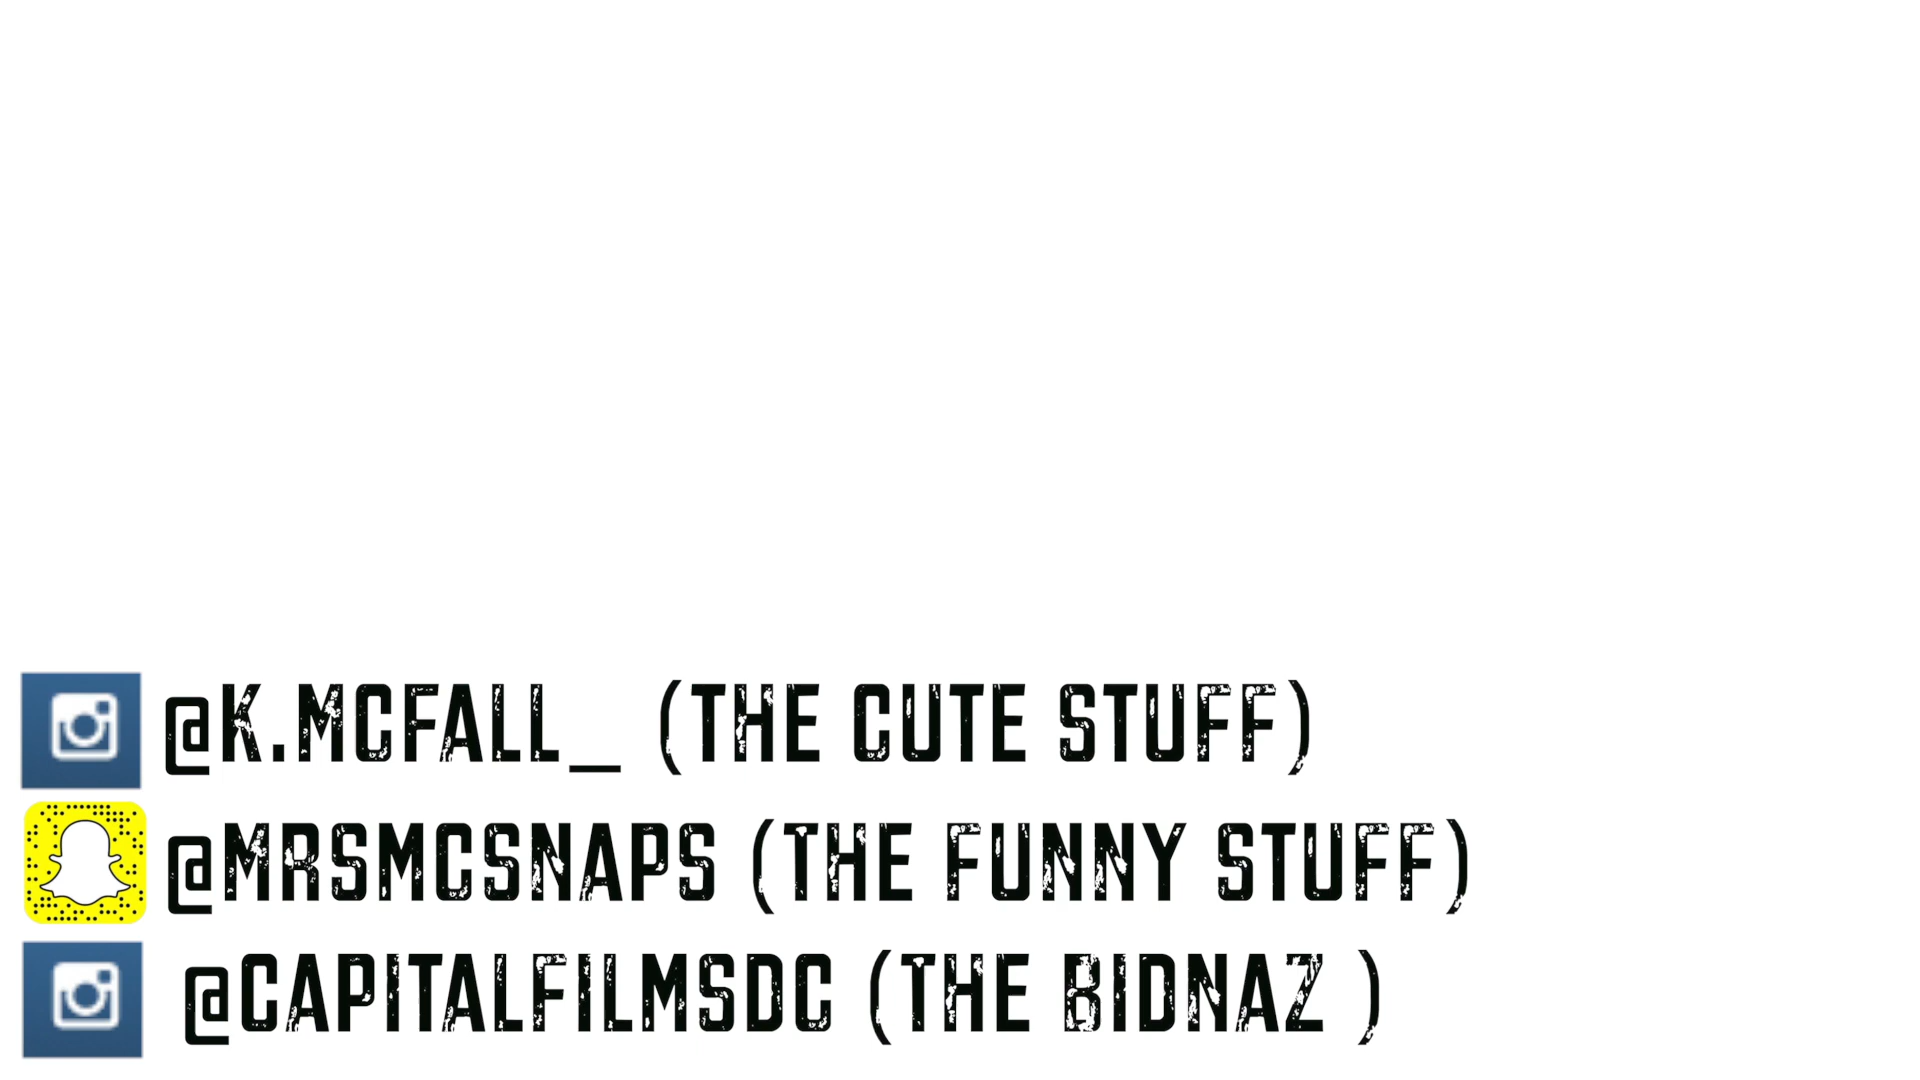 @K.MCFALL_ (THE CUTE STUFF)
@MRSMCSNAPS (THE FUNNY STUFF)
@CAPITALFILMSDC (THE BIDNAZ )